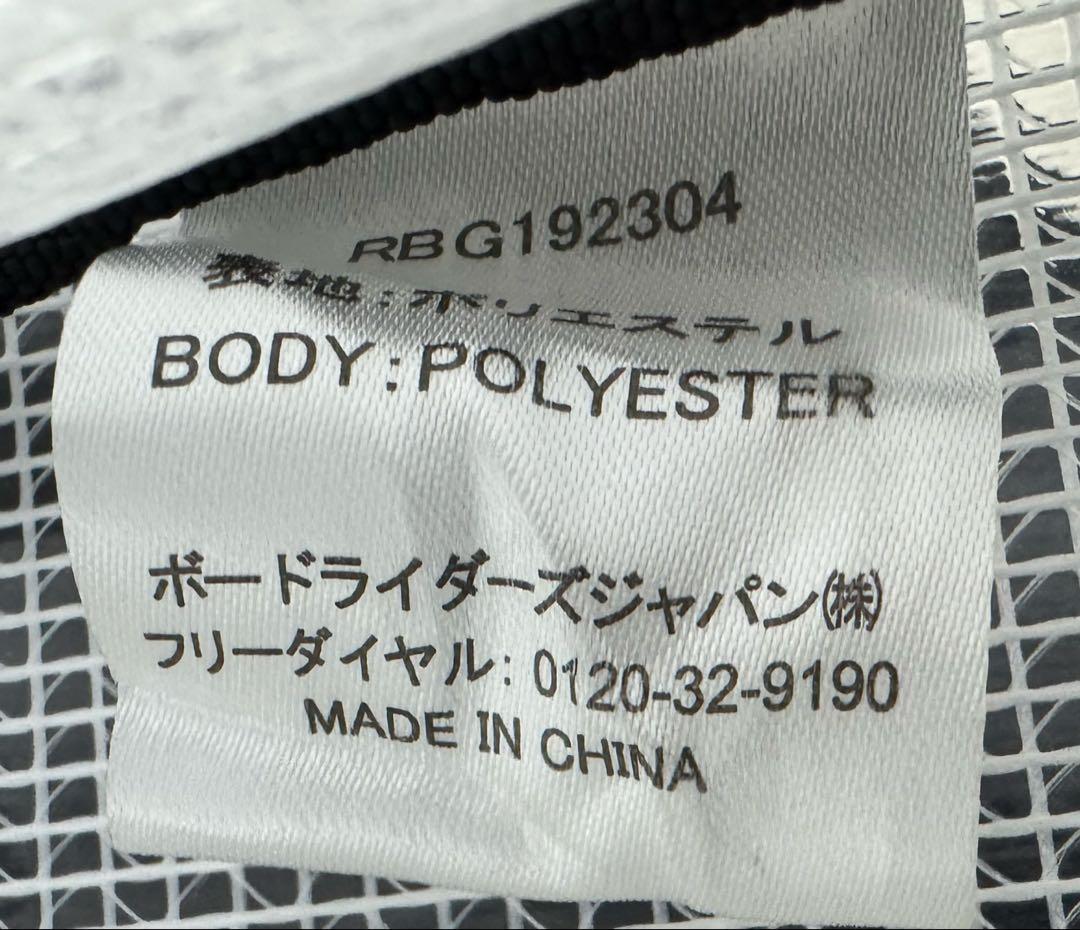 RBG192304
表地:ポリエステル
BODY:POLYESTER
ボードライダーズジャパン(株)
フリーダイヤル:0120-32-9190
MADE IN CHINA